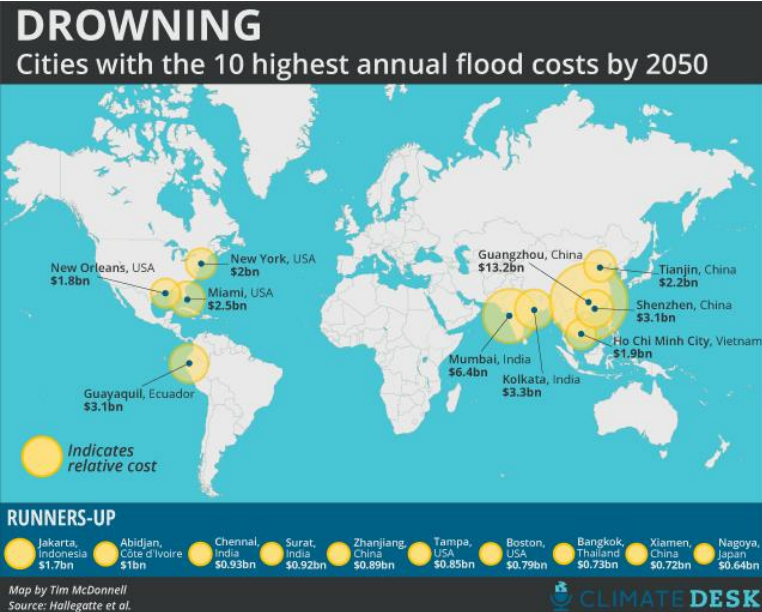 DROWNING
Cities with the 10 highest annual flood costs by 2050
New York, USA
$2bn
New Orleans, USA
$1.8bn
Miami, USA
$2.5bn
Guayaquil, Ecuador
$3.1bn
Guangzhou, China
$13.2bn
Tianjin, China
$2.2bn
Shenzhen, China
$3.1bn
Ho Chi Minh City, Vietnam
$1.9bn
Mumbai, India
$6.4bn
Kolkata, India
$3.3bn
Indicates
relative cost
RUNNERS-UP
Jakarta,
Indonesia
$1.7bn
Abidjan,
Côte d'Ivoire
$1bn
Chennai,
India
$0.93bn
Surat,
India
$0.92bn
Zhanjiang,
China
$0.89bn
Tampa,
USA
$0.85bn
Boston,
USA
$0.79bn
Bangkok,
Thailand
$0.73bn
Xiamen,
China
$0.72bn
Nagoya,
Japan
$0.64bn
Map by Tim McDonnell
Source: Hallegatte et al.
CLIMATE DESK